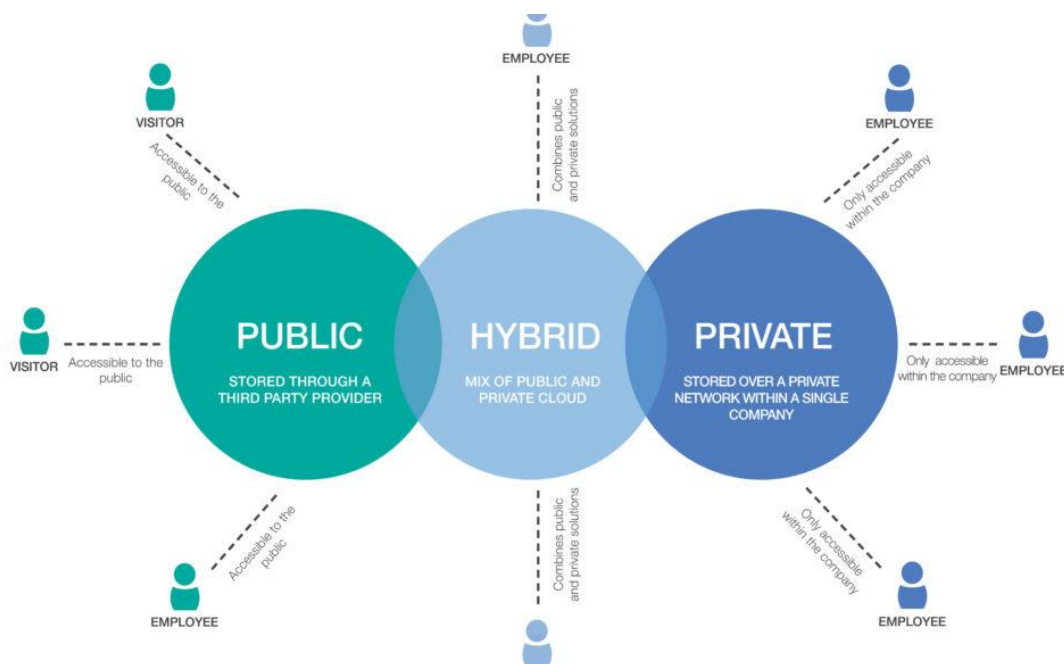 EMPLOYEE
Combines public
and private solutions
VISITOR
Accessible to the
public
EMPLOYEE
Only accessible
within the company
VISITOR
Accessible to the
public
PUBLIC
STORED THROUGH A
THIRD PARTY PROVIDER
HYBRID
MIX OF PUBLIC AND
PRIVATE CLOUD
PRIVATE
STORED OVER A PRIVATE
NETWORK WITHIN A SINGLE
COMPANY
Only accessible
within the company
EMPLOYEE
Accessible to the
public
EMPLOYEE
Combines public
and private solutions
Only accessible
within the company
EMPLOYEE